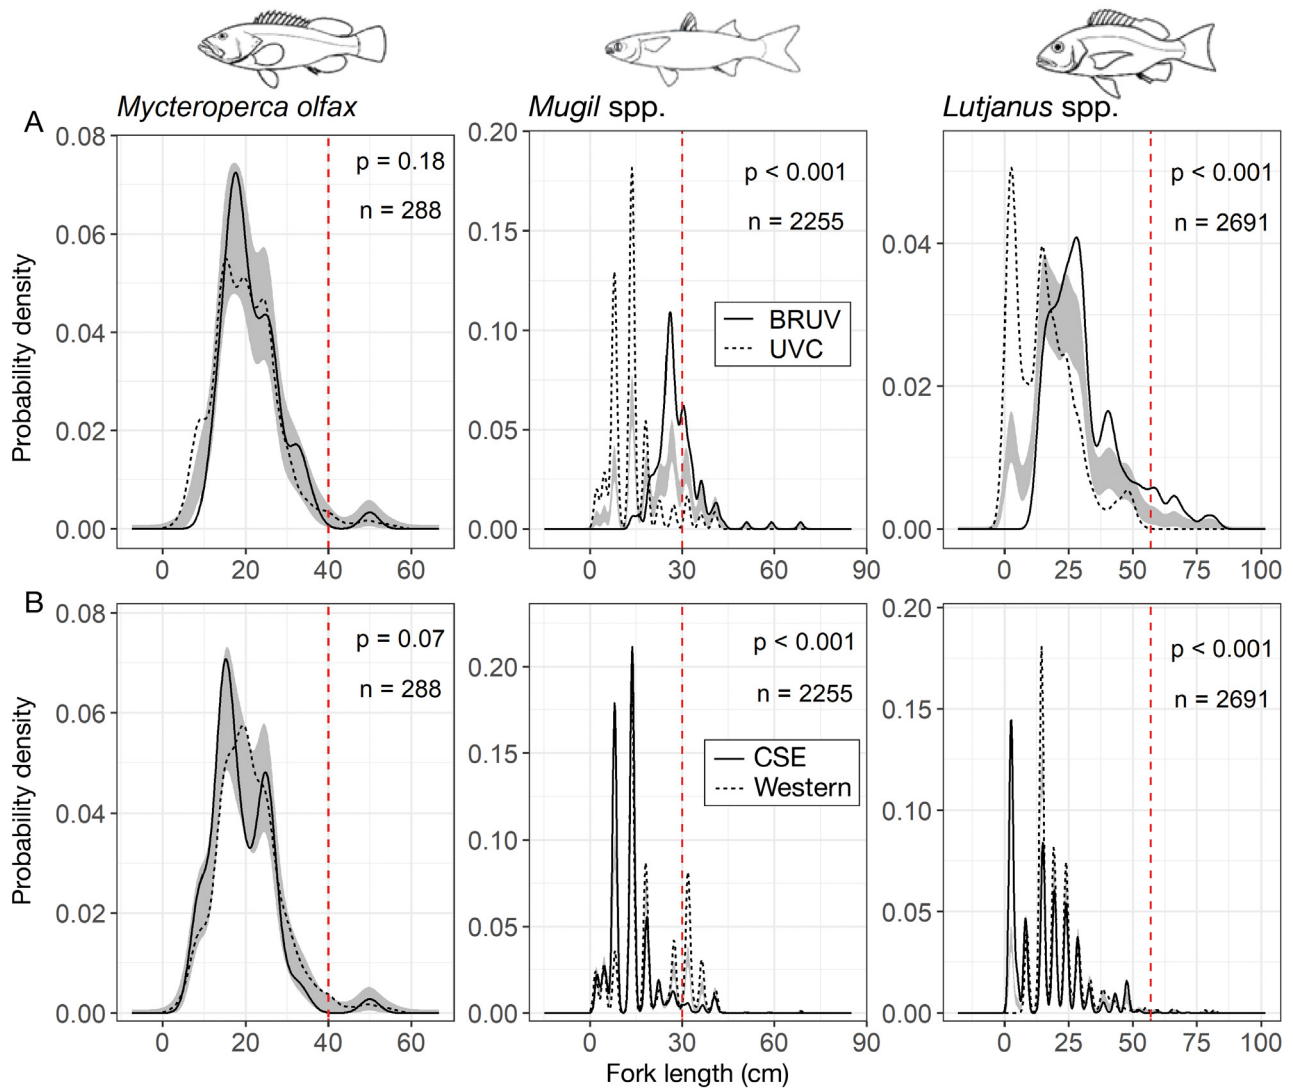 Mycteroperca olfax
Mugil spp.
Lutjanus spp.
A
Probability density
0.08
0.06
0.04
0.02
0.00
p = 0.18
n = 288
0 20 40 60
0.20
0.15
0.10
0.05
0.00
p < 0.001
n = 2255
BRUV
UVC
0 30 60 90
0.04
0.02
0.00
p < 0.001
n = 2691
0 25 50 75 100
B
Probability density
0.08
0.06
0.04
0.02
0.00
p = 0.07
n = 288
0 20 40 60
0.20
0.15
0.10
0.05
0.00
p < 0.001
n = 2255
CSE
Western
0 30 60 90
0.20
0.15
0.10
0.05
0.00
p < 0.001
n = 2691
0 25 50 75 100
Fork length (cm)